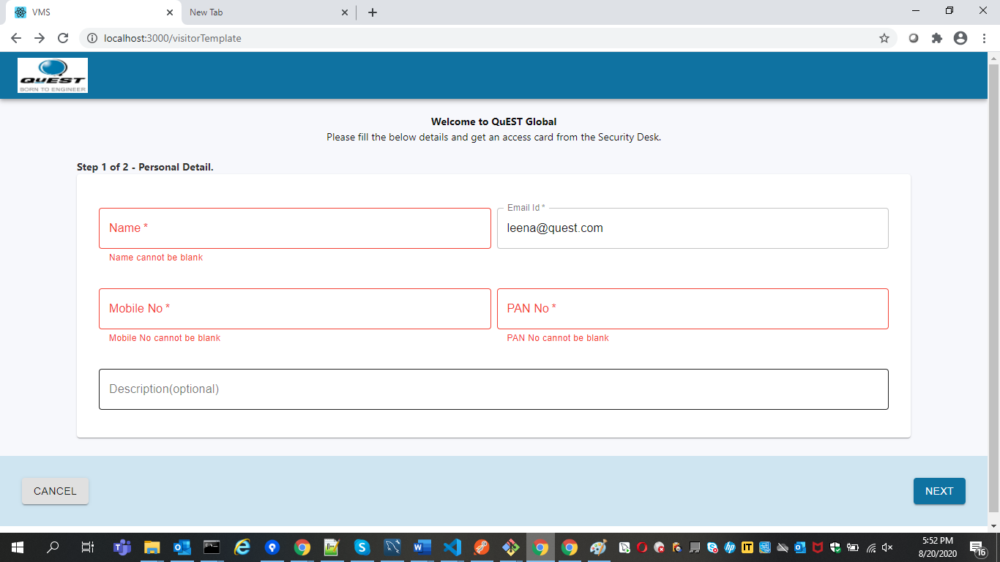 VMS
New Tab
localhost:3000/visitorTemplate
QUEST
BORN TO ENGINEER
Welcome to QuEST Global
Please fill the below details and get an access card from the Security Desk.
Step 1 of 2 - Personal Detail.
Email Id *
Name *
leena@quest.com
Name cannot be blank
Mobile No *
PAN No *
Mobile No cannot be blank
PAN No cannot be blank
Description(optional)
CANCEL
NEXT
5:52 PM
8/20/2020
16